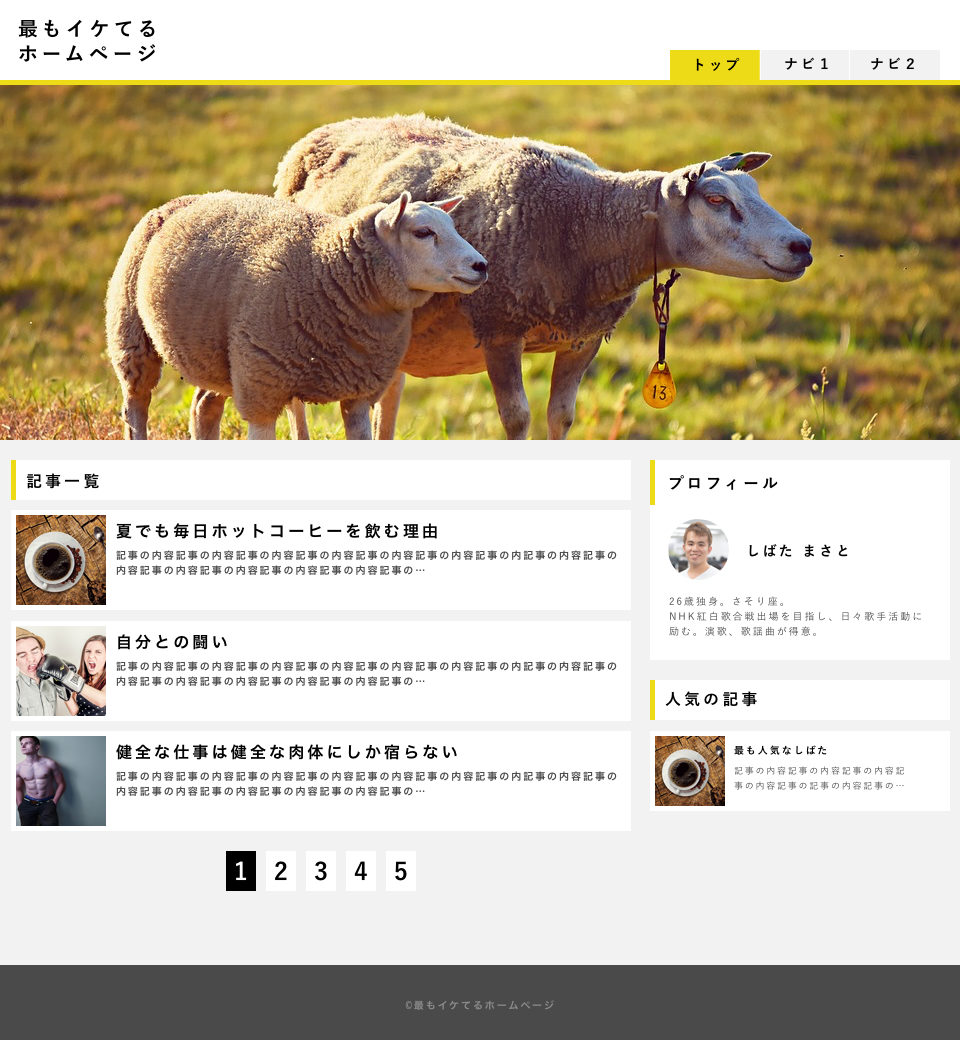 最もイケてる
ホームページ
トップ
ナビ１
ナビ２
13
記事一覧
夏でも毎日ホットコーヒーを飲む理由
記事の内容記事の内容記事の内容記事の内容記事の内容記事の内容記事の内記事の内容記事の
内容記事の内容記事の内容記事の内容記事の…
自分との闘い
記事の内容記事の内容記事の内容記事の内容記事の内容記事の内容記事の内記事の内容記事の
内容記事の内容記事の内容記事の内容記事の…
健全な仕事は健全な肉体にしか宿らない
記事の内容記事の内容記事の内容記事の内容記事の内容記事の内容記事の内記事の内容記事の
内容記事の内容記事の内容記事の内容記事の…
1 2 3 4 5
プロフィール
しばた まさと
26歳独身。さそり座。
NHK紅白歌合戦出場を目指し、日々歌手活動に
励む。演歌、歌謡曲が得意。
人気の記事
最も人気なしばた
記事の内容記事の内容記事の内容記
事の内容記事の記事の内容記事の…
©最もイケてるホームページ